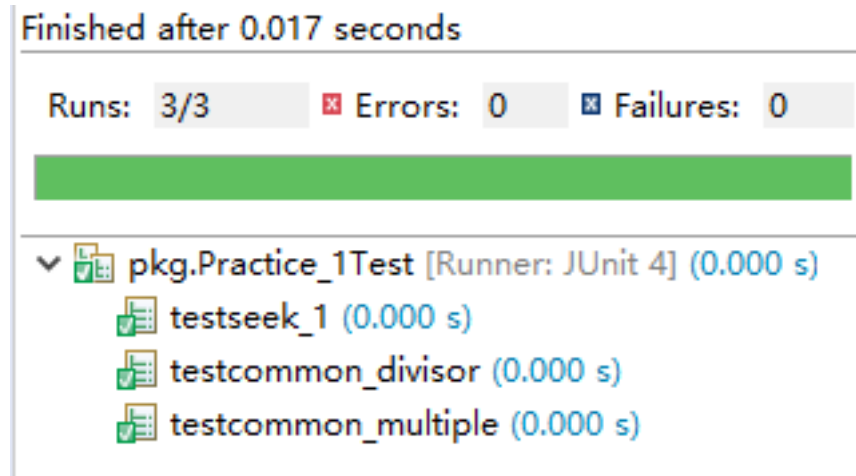 Finished after 0.017 seconds
Runs: 3/3 Errors: 0 Failures: 0
pkg.Practice_1Test [Runner: JUnit 4] (0.000 s)
testseek_1 (0.000 s)
testcommon_divisor (0.000 s)
testcommon_multiple (0.000 s)